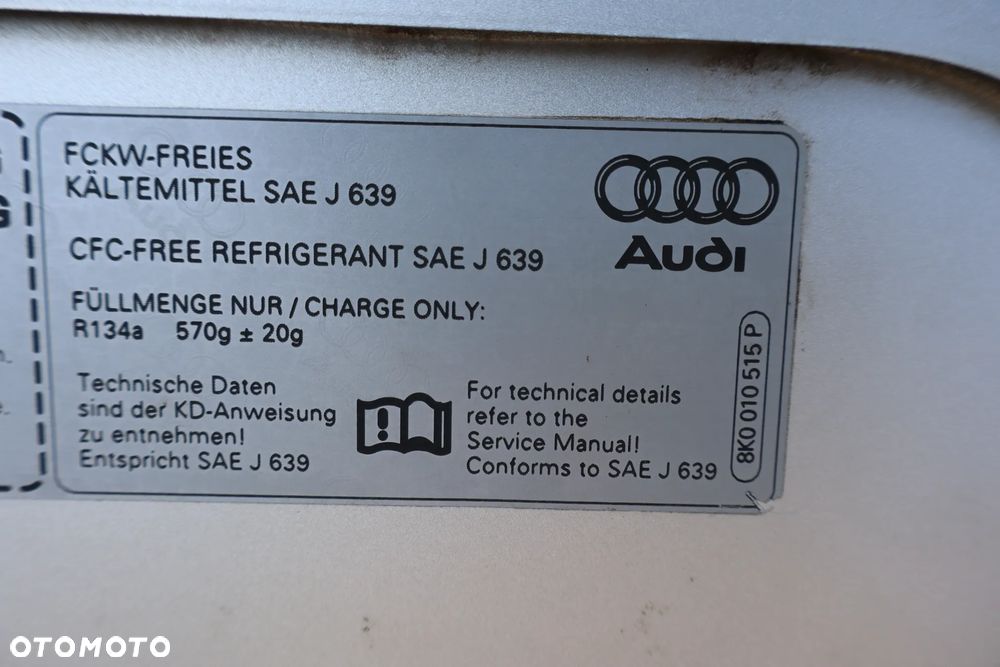 FCKW-FREIES
KÄLTEMITTEL SAE J 639
CFC-FREE REFRIGERANT SAE J 639
FÜLLMENGE NUR / CHARGE ONLY:
R134a 570g ± 20g
Technische Daten
sind der KD-Anweisung
zu entnehmen!
Entspricht SAE J 639
For technical details
refer to the
Service Manual!
Conforms to SAE J 639
Audi
8K0 010 515 P
OTOMOTO